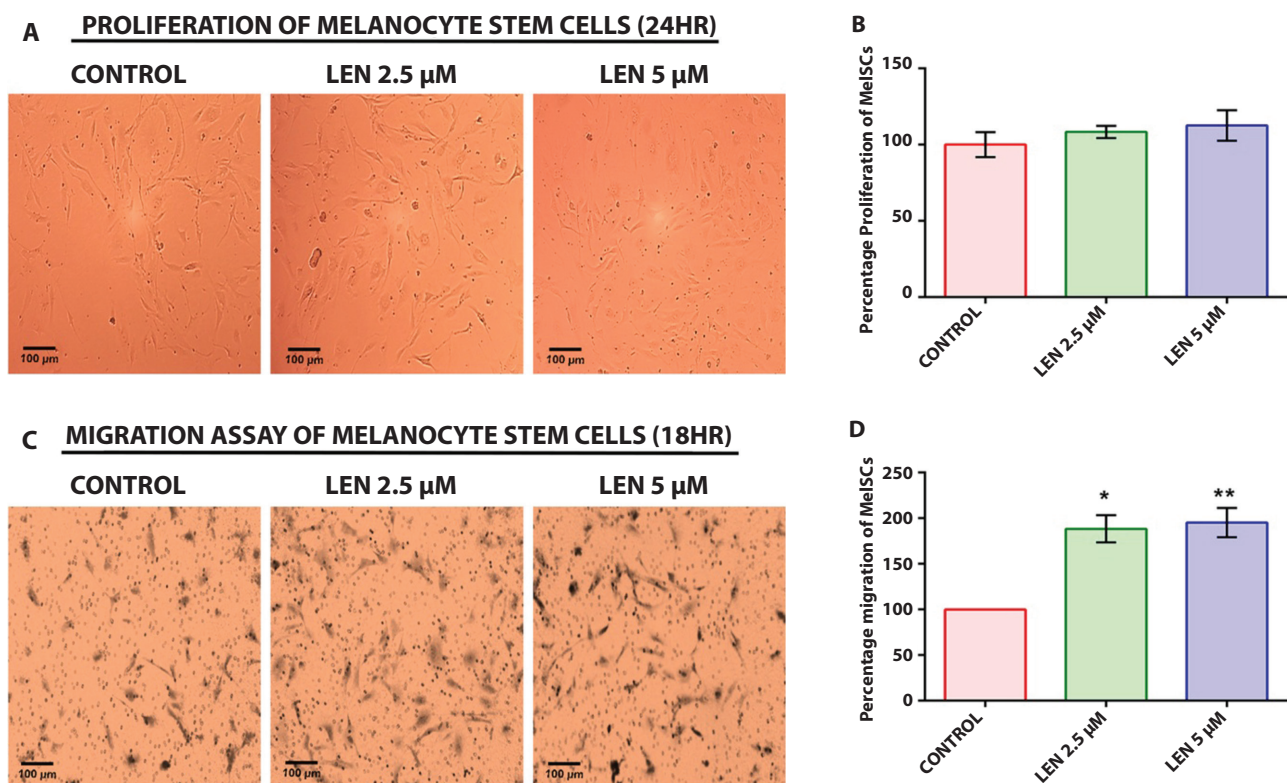 A PROLIFERATION OF MELANOCYTE STEM CELLS (24HR)
CONTROL LEN 2.5 µM LEN 5 µM
100 µm 100 µm 100 µm
B
Percentage Proliferation of MelSCs
150
100
50
0
CONTROL LEN 2.5 µM LEN 5 µM
C MIGRATION ASSAY OF MELANOCYTE STEM CELLS (18HR)
CONTROL LEN 2.5 µM LEN 5 µM
100 µm 100 µm 100 µm
D
Percentage migration of MelSCs
250
200
150
100
50
0
* **
CONTROL LEN 2.5 µM LEN 5 µM